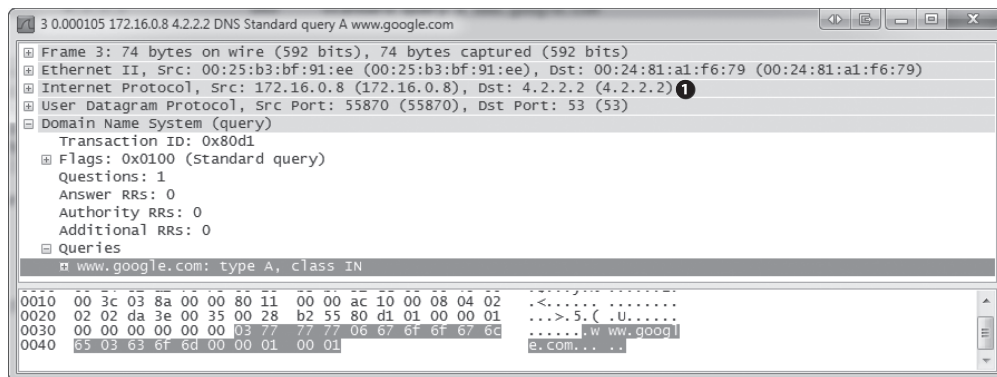 3 0.000105 172.16.0.8 4.2.2.2 DNS Standard query A www.google.com
Frame 3: 74 bytes on wire (592 bits), 74 bytes captured (592 bits)
Ethernet II, Src: 00:25:b3:bf:91:ee (00:25:b3:bf:91:ee), Dst: 00:24:81:a1:f6:79 (00:24:81:a1:f6:79)
Internet Protocol, Src: 172.16.0.8 (172.16.0.8), Dst: 4.2.2.2 (4.2.2.2) 1
User Datagram Protocol, Src Port: 55870 (55870), Dst Port: 53 (53)
Domain Name System (query)
Transaction ID: 0x80d1
Flags: 0x0100 (Standard query)
Questions: 1
Answer RRs: 0
Authority RRs: 0
Additional RRs: 0
Queries
www.google.com: type A, class IN
0010 00 3c 03 8a 00 00 80 11 00 00 ac 10 00 08 04 02 .<...... ........
0020 02 02 da 3e 00 35 00 28 b2 55 80 d1 01 00 00 01 ...>.5.( .U......
0030 00 00 00 00 00 00 03 77 77 77 06 67 6f 6f 67 6c .......w ww.googl
0040 65 03 63 6f 6d 00 00 01 00 01 e.com... ..